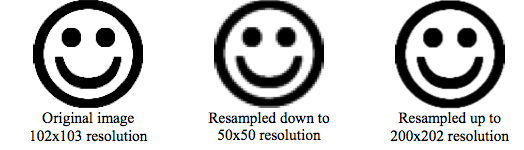 Original image
102x103 resolution
Resampled down to
50x50 resolution
Resampled up to
200x202 resolution